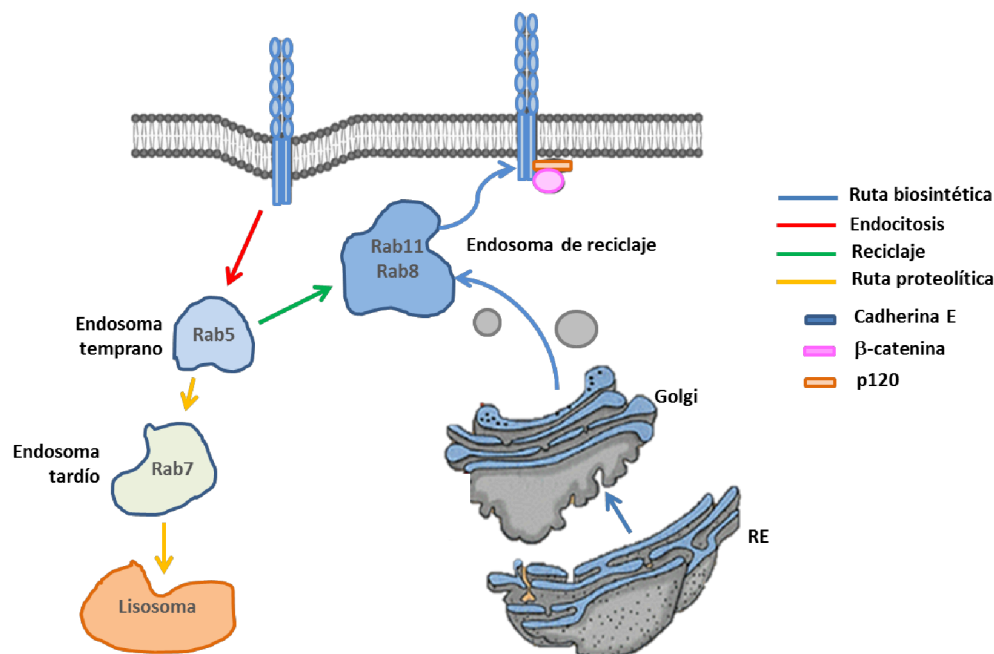 Rab11
Rab8
Endosoma de reciclaje
Endosoma
temprano
Rab5
Endosoma
tardío
Rab7
Lisosoma
Golgi
RE
Ruta biosintética
Endocitosis
Reciclaje
Ruta proteolítica
Cadherina E
β-catenina
p120